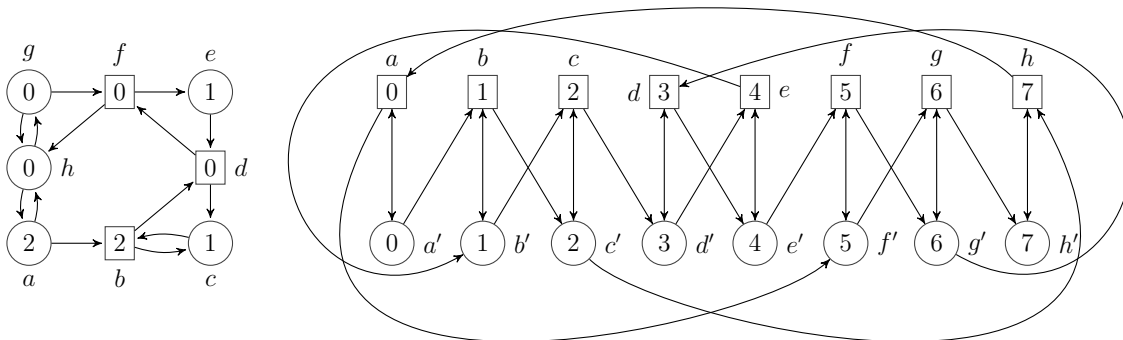 g f e
0 0 1
0 h 0 d
2 2 1
a b c
a b c f g h
0 1 2 d 3 4 e 5 6 7
0 a' 1 b' 2 c' 3 d' 4 e' 5 f' 6 g' 7 h'